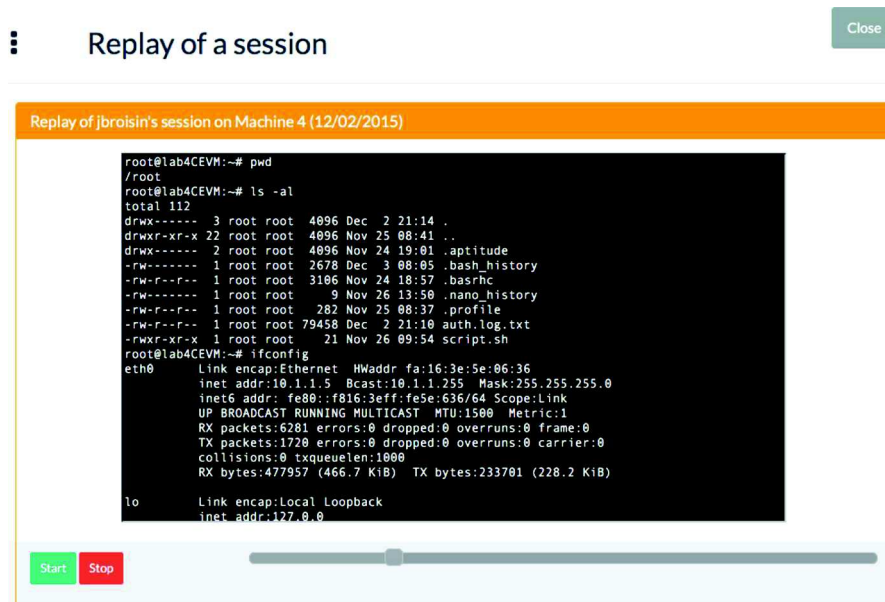 Replay of a session
Close
Replay of jbroisin's session on Machine 4 (12/02/2015)
root@lab4CEVM:~# pwd
/root
root@lab4CEVM:~# ls -al
total 112
drwx------  3 root root  4096 Dec  2 21:14 .
drwxr-xr-x 22 root root  4096 Nov 25 08:41 ..
drwx------  2 root root  4096 Nov 24 19:01 .aptitude
-rw-------  1 root root  2678 Dec  3 08:05 .bash_history
-rw-r--r--  1 root root  3106 Nov 24 18:57 .basrhc
-rw-------  1 root root     9 Nov 26 13:50 .nano_history
-rw-r--r--  1 root root   282 Nov 25 08:37 .profile
-rw-r--r--  1 root root 79458 Dec  2 21:10 auth.log.txt
-rwxr-xr-x  1 root root    21 Nov 26 09:54 script.sh
root@lab4CEVM:~# ifconfig
eth0      Link encap:Ethernet  HWaddr fa:16:3e:5e:06:36
inet addr:10.1.1.5  Bcast:10.1.1.255  Mask:255.255.255.0
inet6 addr: fe80::f816:3eff:fe5e:636/64 Scope:Link
UP BROADCAST RUNNING MULTICAST  MTU:1500  Metric:1
RX packets:6281 errors:0 dropped:0 overruns:0 frame:0
TX packets:1720 errors:0 dropped:0 overruns:0 carrier:0
collisions:0 txqueuelen:1000
RX bytes:477957 (466.7 KiB)  TX bytes:233701 (228.2 KiB)
lo        Link encap:Local Loopback
inet addr:127.0.0
Start
Stop